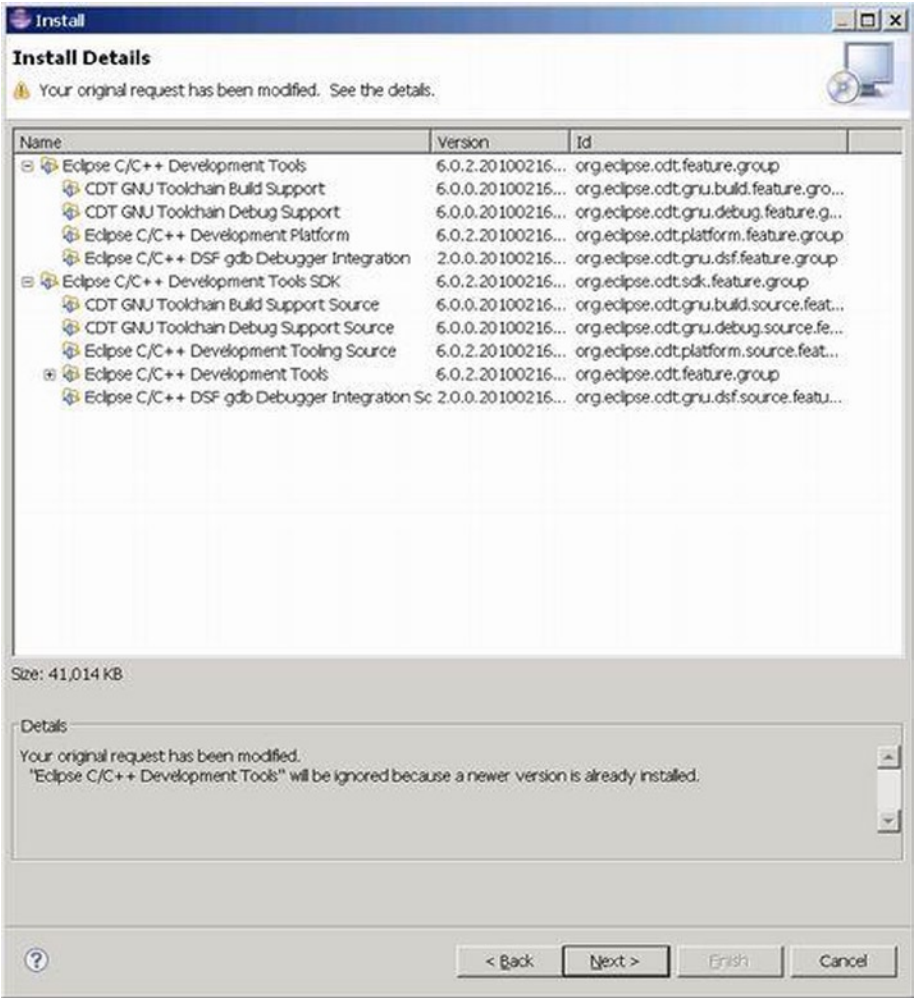 Install
Install Details
Your original request has been modified. See the details.
Name Version Id
Eclipse C/C++ Development Tools 6.0.2.20100216... org.eclipse.cdt.feature.group
CDT GNU Toolchain Build Support 6.0.0.20100216... org.eclipse.cdt.gnu.build.feature.gro...
CDT GNU Toolchain Debug Support 6.0.0.20100216... org.eclipse.cdt.gnu.debug.feature.g...
Eclipse C/C++ Development Platform 6.0.2.20100216... org.eclipse.cdt.platform.feature.group
Eclipse C/C++ DSF gdb Debugger Integration 2.0.0.20100216... org.eclipse.cdt.gnu.dsf.feature.group
Eclipse C/C++ Development Tools SDK 6.0.2.20100216... org.eclipse.cdt.sdk.feature.group
CDT GNU Toolchain Build Support Source 6.0.0.20100216... org.eclipse.cdt.gnu.build.source.feat...
CDT GNU Toolchain Debug Support Source 6.0.0.20100216... org.eclipse.cdt.gnu.debug.source.fe...
Eclipse C/C++ Development Tooling Source 6.0.2.20100216... org.eclipse.cdt.platform.source.feat...
Eclipse C/C++ Development Tools 6.0.2.20100216... org.eclipse.cdt.feature.group
Eclipse C/C++ DSF gdb Debugger Integration Sc 2.0.0.20100216... org.eclipse.cdt.gnu.dsf.source.featu...
Size: 41,014 KB
Details
Your original request has been modified.
"Eclipse C/C++ Development Tools" will be ignored because a newer version is already installed.
? < Back Next > Finish Cancel